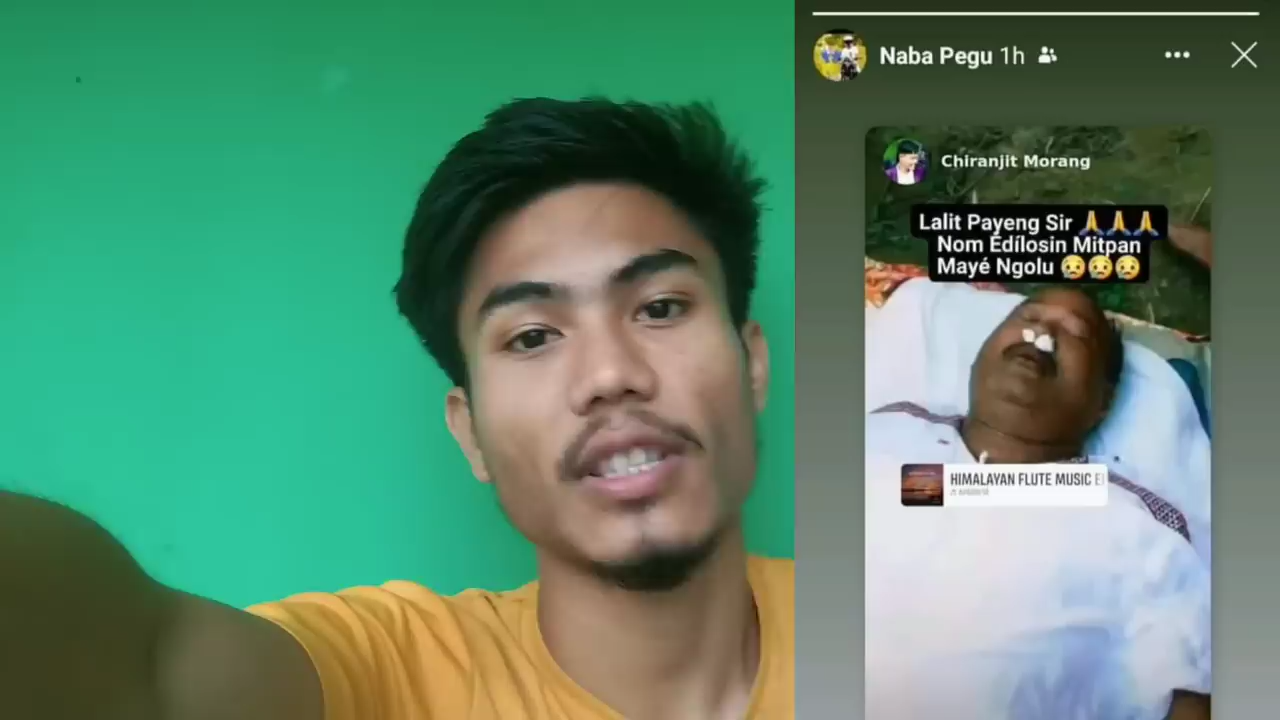 Naba Pegu 1h
Chiranjit Morang
Lalit Payeng Sir 🙏🙏🙏
Nom Edílosin Mitpan
Mayé Ngolu 😢😢😢
HIMALAYAN FLUTE MUSIC